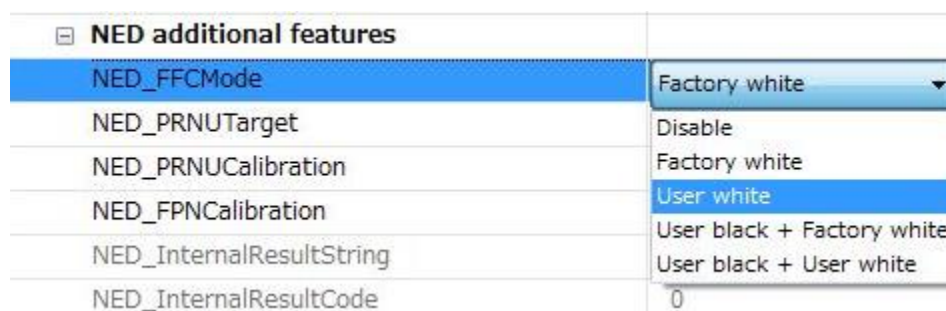 NED additional features
NED_FFCMode Factory white
NED_PRNUTarget Disable
NED_PRNUCalibration Factory white
User white
NED_FPNCalibration User black + Factory white
NED_InternalResultString User black + User white
NED_InternalResultCode 0